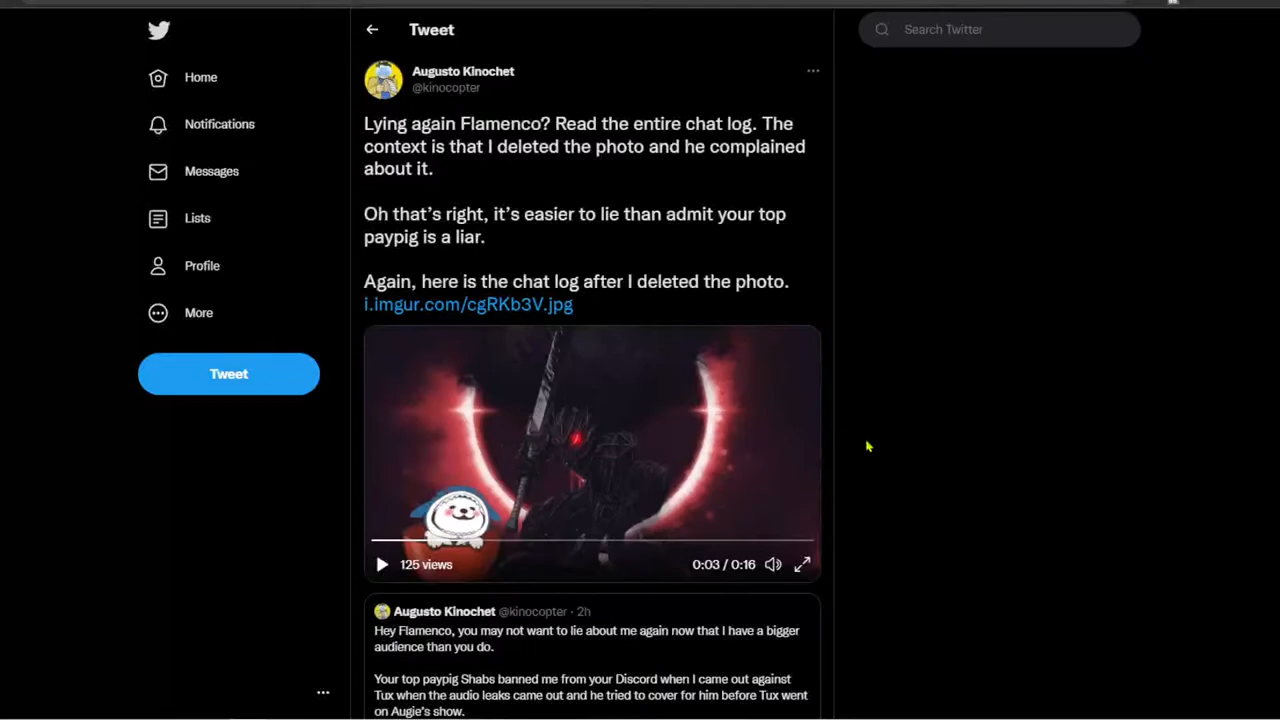 Tweet
Search Twitter
Home
Notifications
Messages
Lists
Profile
More
Tweet
Augusto Kinochet
@kinocopter
Lying again Flamenco? Read the entire chat log. The
context is that I deleted the photo and he complained
about it.
Oh that's right, it's easier to lie than admit your top
paypig is a liar.
Again, here is the chat log after I deleted the photo.
i.imgur.com/cgRKb3V.jpg
125 views
0:03 / 0:16
Augusto Kinochet @kinocopter · 2h
Hey Flamenco, you may not want to lie about me again now that I have a bigger
audience than you do.
Your top paypig Shabs banned me from your Discord when I came out against
Tux when the audio leaks came out and he tried to cover for him before Tux went
on Augie's show.